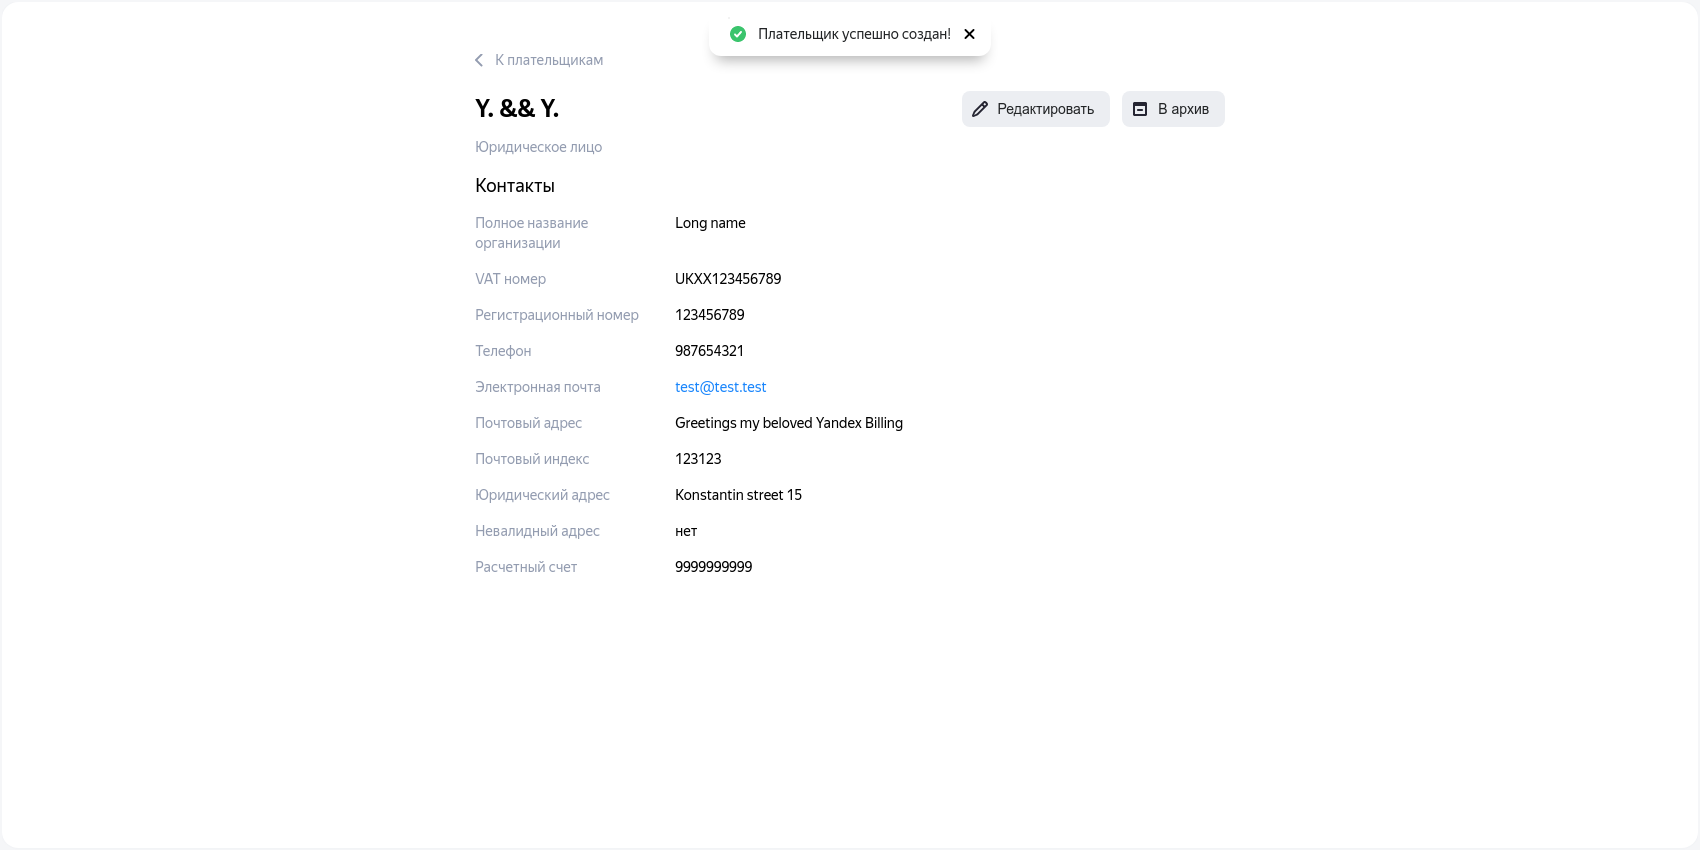 Плательщик успешно создан!
К плательщикам
Y. && Y.
Редактировать
В архив
Юридическое лицо
Контакты
Полное название
организации
Long name
VAT номер
UKXX123456789
Регистрационный номер
123456789
Телефон
987654321
Электронная почта
test@test.test
Почтовый адрес
Greetings my beloved Yandex Billing
Почтовый индекс
123123
Юридический адрес
Konstantin street 15
Невалидный адрес
нет
Расчетный счет
9999999999